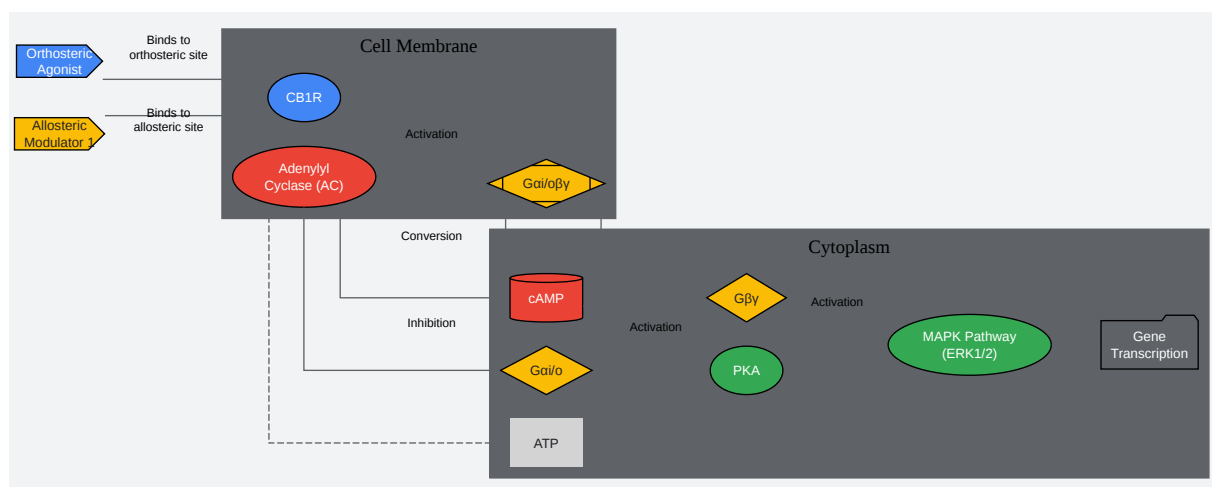 Orthosteric
Agonist
Binds to
orthosteric site
Cell Membrane
CB1R
Allosteric
Modulator 1
Binds to
allosteric site
Activation
Adenylyl
Cyclase (AC)
Gαi/oβγ
Conversion
Cytoplasm
cAMP
Gβγ
Activation
Inhibition
Activation
MAPK Pathway
(ERK1/2)
Gene
Transcription
Gαi/o
PKA
ATP